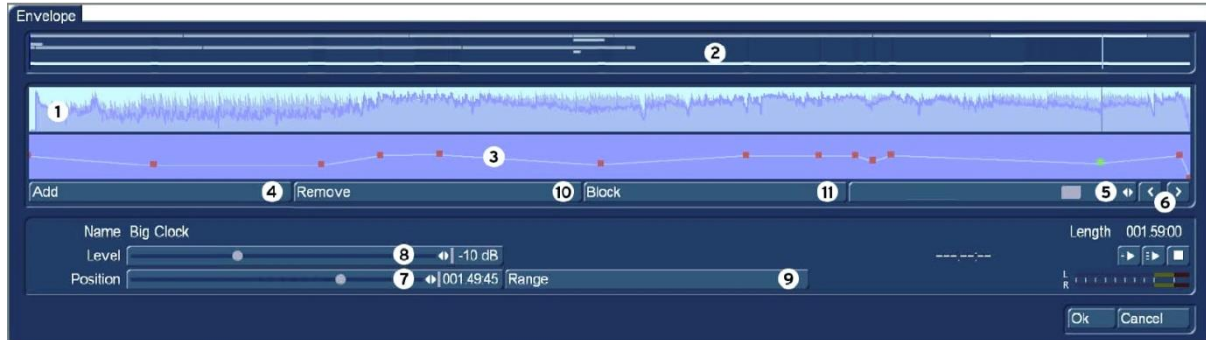 Envelope
2
1
3
Add 4 Remove 10 Block 11 5 < >
6
Name Big Clock Length 001.59:00
Level 8 -10 dB
Position 7 001.49:45 Range 9
L
R
Ok Cancel